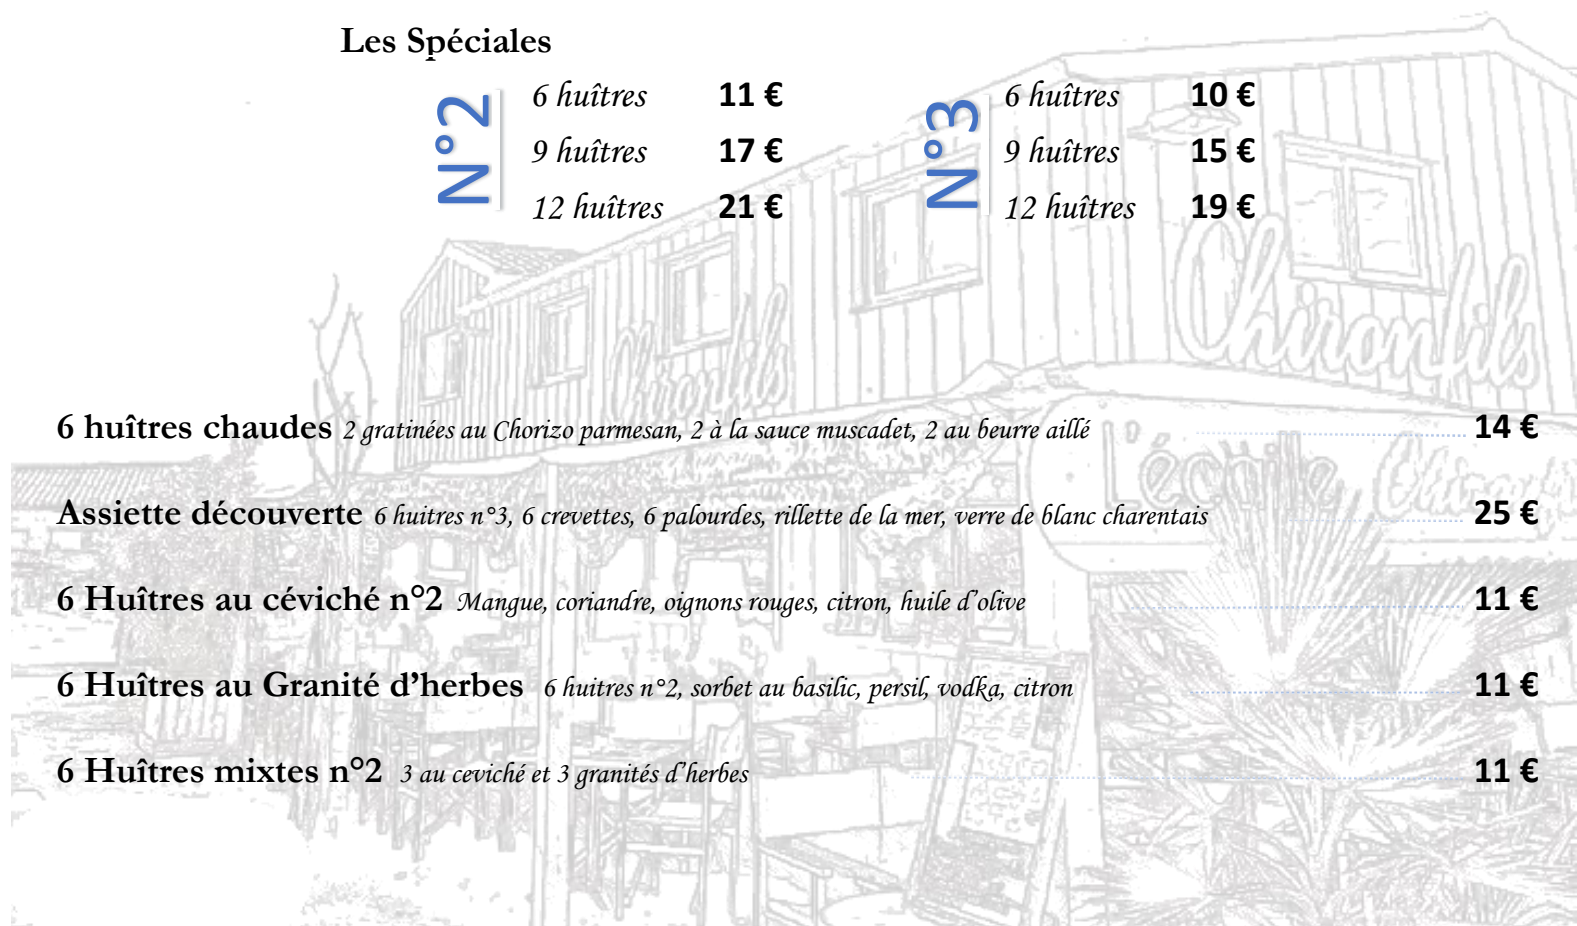 Les Spéciales
N°2
6 huîtres 11 €
9 huîtres 17 €
12 huîtres 21 €
N°3
6 huîtres 10 €
9 huîtres 15 €
12 huîtres 19 €
Chironfils
Chironfils
6 huîtres chaudes 2 gratinées au Chorizo parmesan, 2 à la sauce muscadet, 2 au beurre aillé 14 €
L'écaille
Assiette découverte 6 huitres n°3, 6 crevettes, 6 palourdes, rillette de la mer, verre de blanc charentais 25 €
6 Huîtres au céviché n°2 Mangue, coriandre, oignons rouges, citron, huile d'olive 11 €
6 Huîtres au Granité d'herbes 6 huitres n°2, sorbet au basilic, persil, vodka, citron 11 €
6 Huîtres mixtes n°2 3 au ceviché et 3 granités d'herbes 11 €